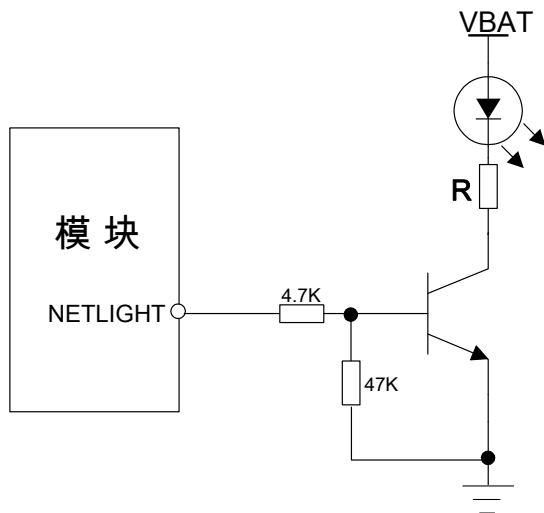 VBAT
R
模块
4.7K
NETLIGHT
47K